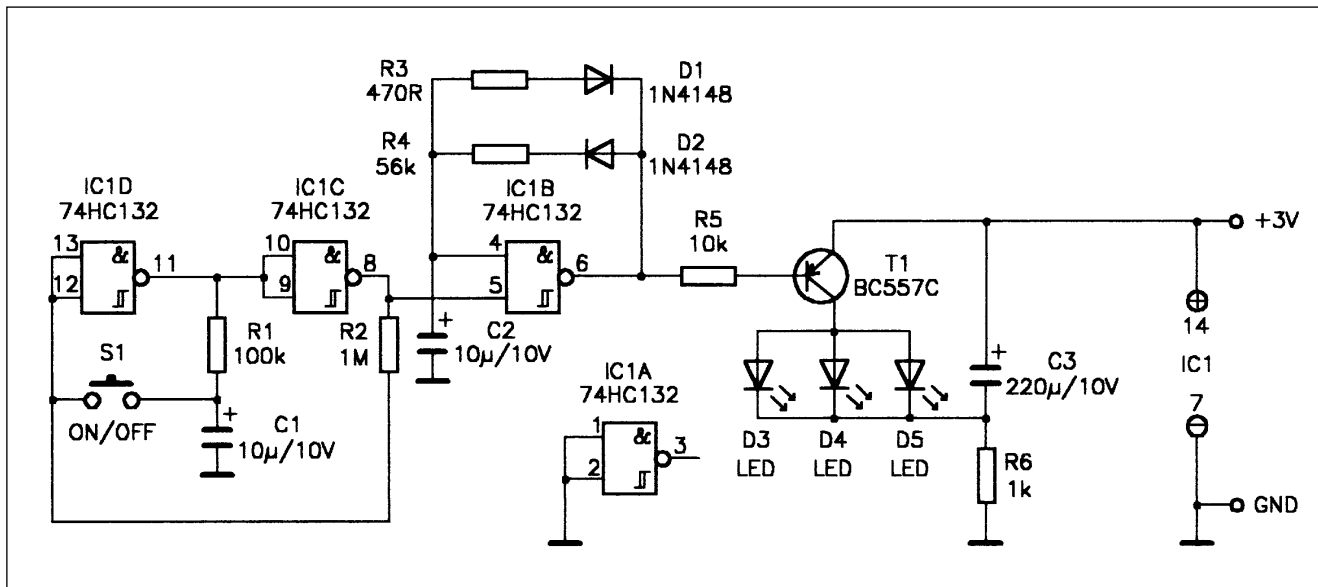 R3
470R
D1
1N4148
R4
56k
D2
1N4148
IC1D
74HC132
IC1C
74HC132
IC1B
74HC132
13
12
&
11
10
9
&
8
4
5
&
6
R5
10k
T1
BC557C
+3V
+
14
IC1
7
−
GND
S1
ON/OFF
R1
100k
R2
1M
+
C1
10µ/10V
+
C2
10µ/10V
IC1A
74HC132
1
2
&
3
D3
LED
D4
LED
D5
LED
+
C3
220µ/10V
R6
1k